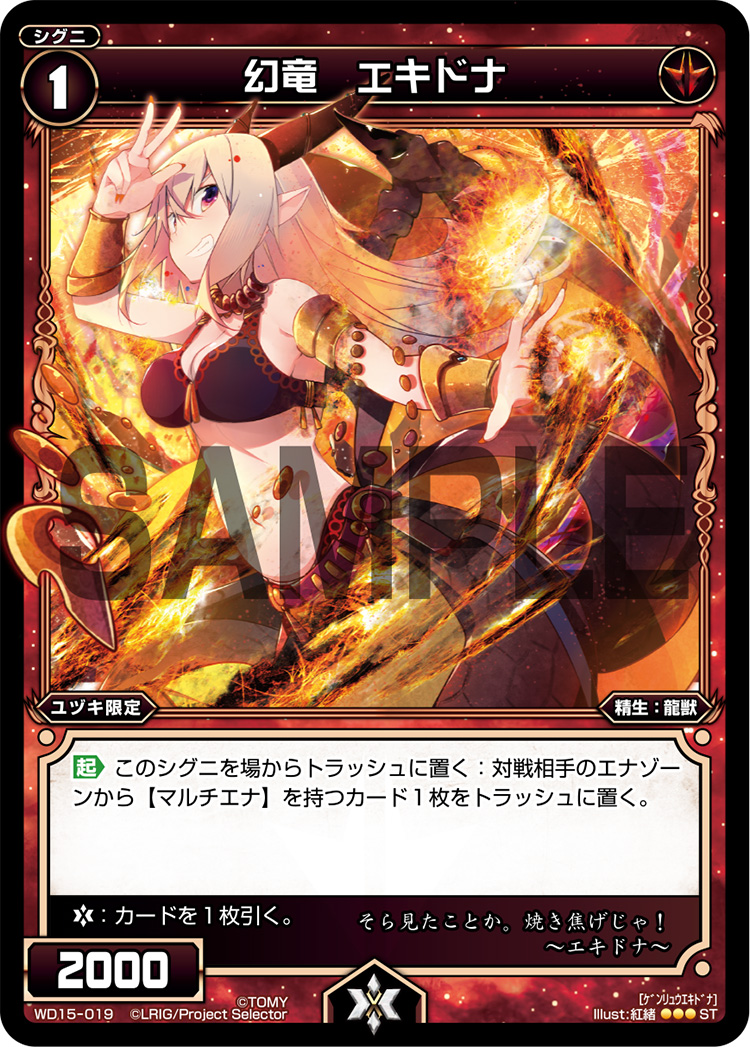 シグニ
1
幻竜 エキドナ
SAMPLE
ユヅキ限定
精生：龍獣
起 このシグニを場からトラッシュに置く：対戦相手のエナゾー
ンから【マルチエナ】を持つカード１枚をトラッシュに置く。
：カードを１枚引く。
そら見たことか。焼き焦げじゃ！
～エキドナ～
2000
WD15-019 ©LRIG/Project Selector
©TOMY
[ｹﾞﾝﾘｭｳｴｷﾄﾞﾅ]
Illust:紅緒 ST